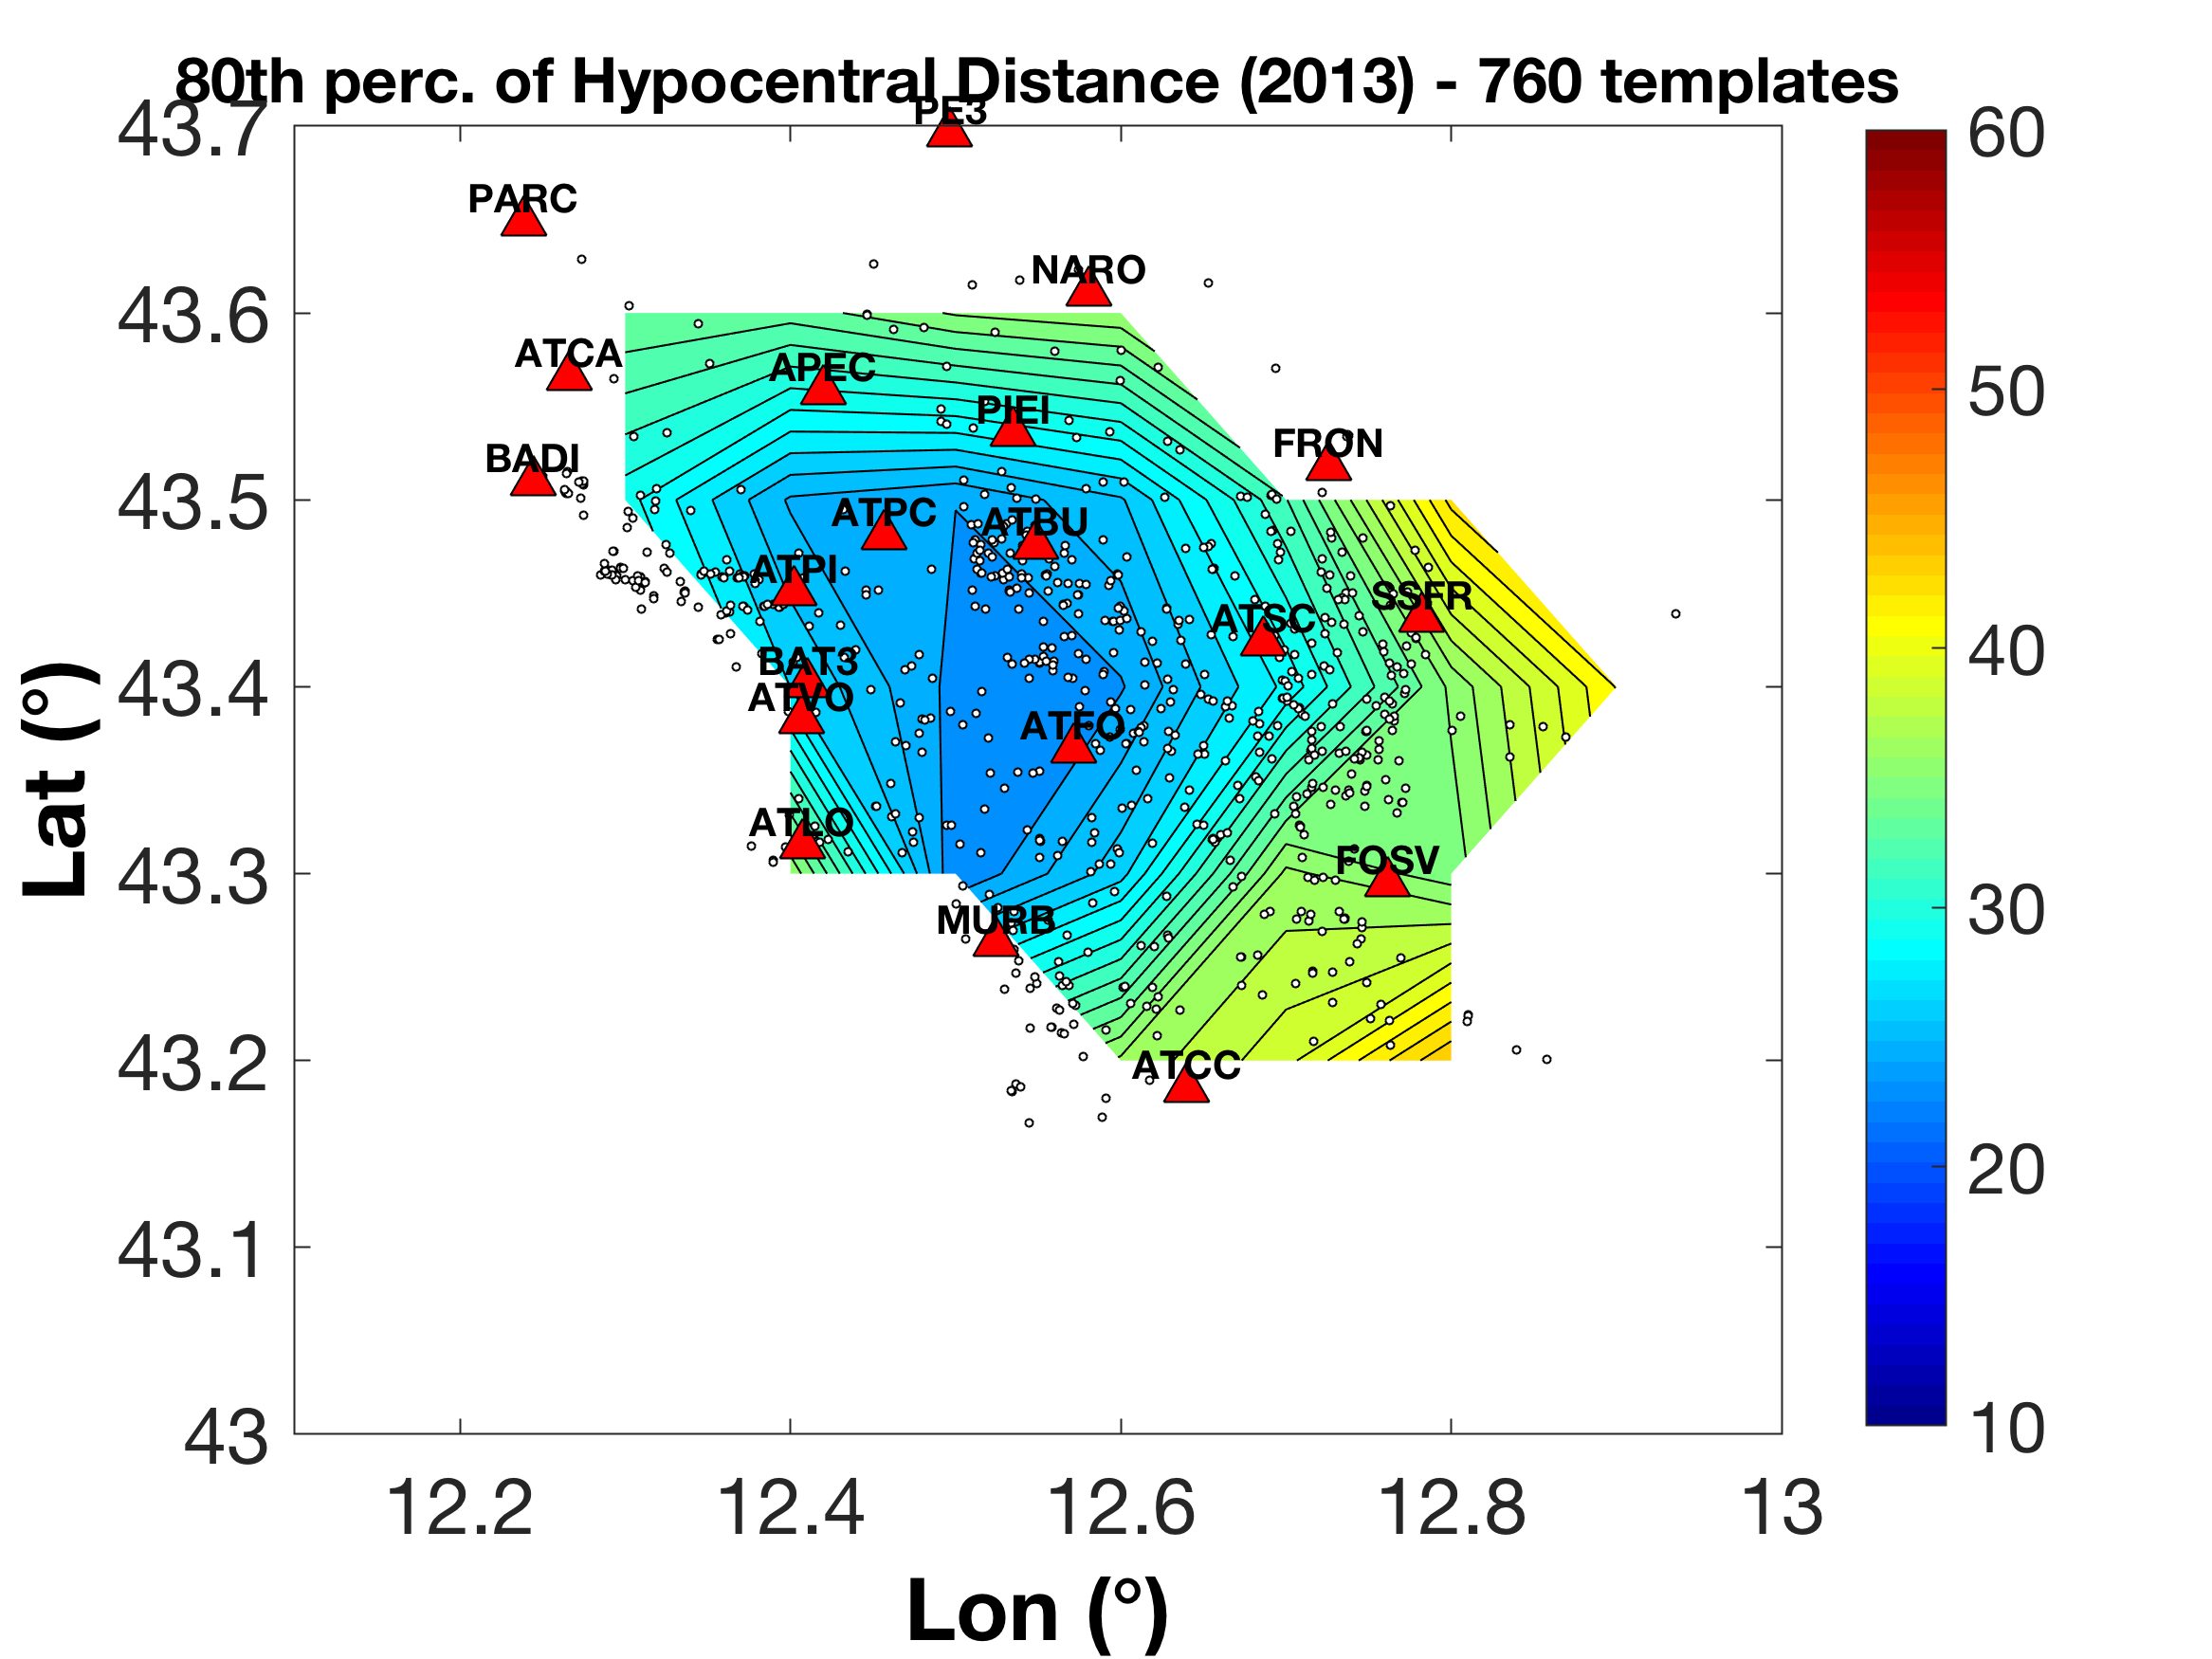 80th perc. of Hypocentral Distance (2013) - 760 templates
43.7
PE3
60
PARC
NARO
43.6
ATCA
APEC
50
PIEI
FRON
BADI
43.5
ATPC
ATBU
ATPI
SSFR
ATSC
40
BAT3
43.4
ATVO
ATFO
ATLO
FOSV
43.3
30
MURB
43.2
ATCC
20
43.1
43
10
12.2
12.4
12.6
12.8
13
Lat (°)
Lon (°)